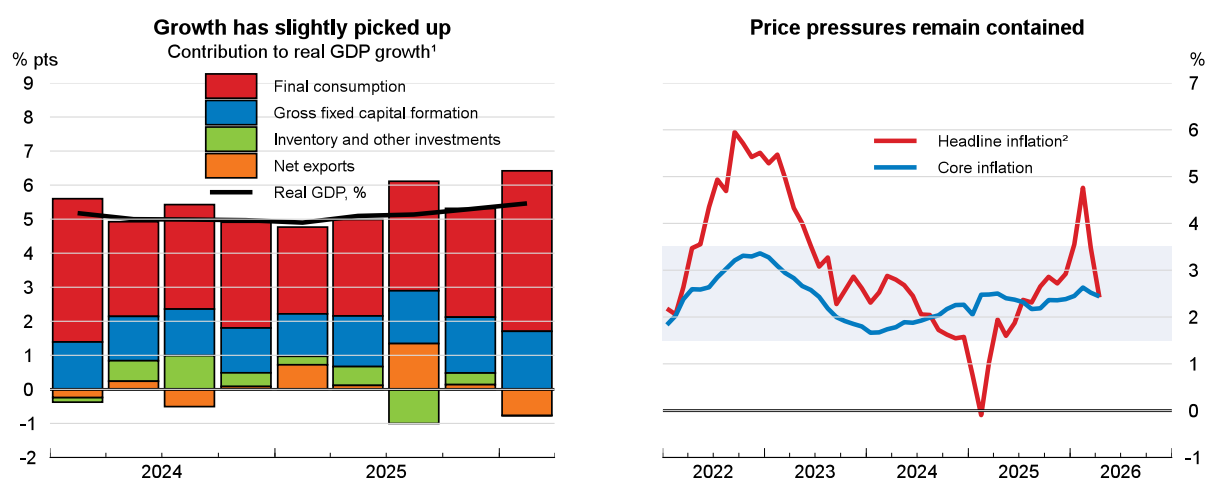 Growth has slightly picked up
Contribution to real GDP growth¹
% pts
9
8
7
6
5
4
3
2
1
0
-1
-2
Final consumption
Gross fixed capital formation
Inventory and other investments
Net exports
Real GDP, %
2024
2025
Price pressures remain contained
%
7
6
5
4
3
2
1
0
-1
Headline inflation²
Core inflation
2022
2023
2024
2025
2026